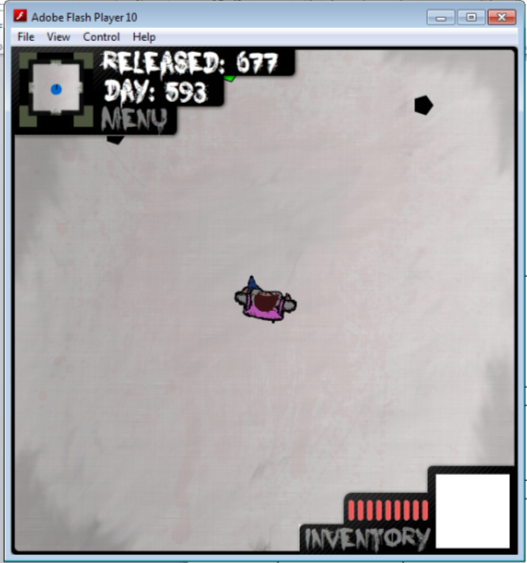 Adobe Flash Player 10
File View Control Help
RELEASED: 677
DAY: 593
MENU
INVENTORY